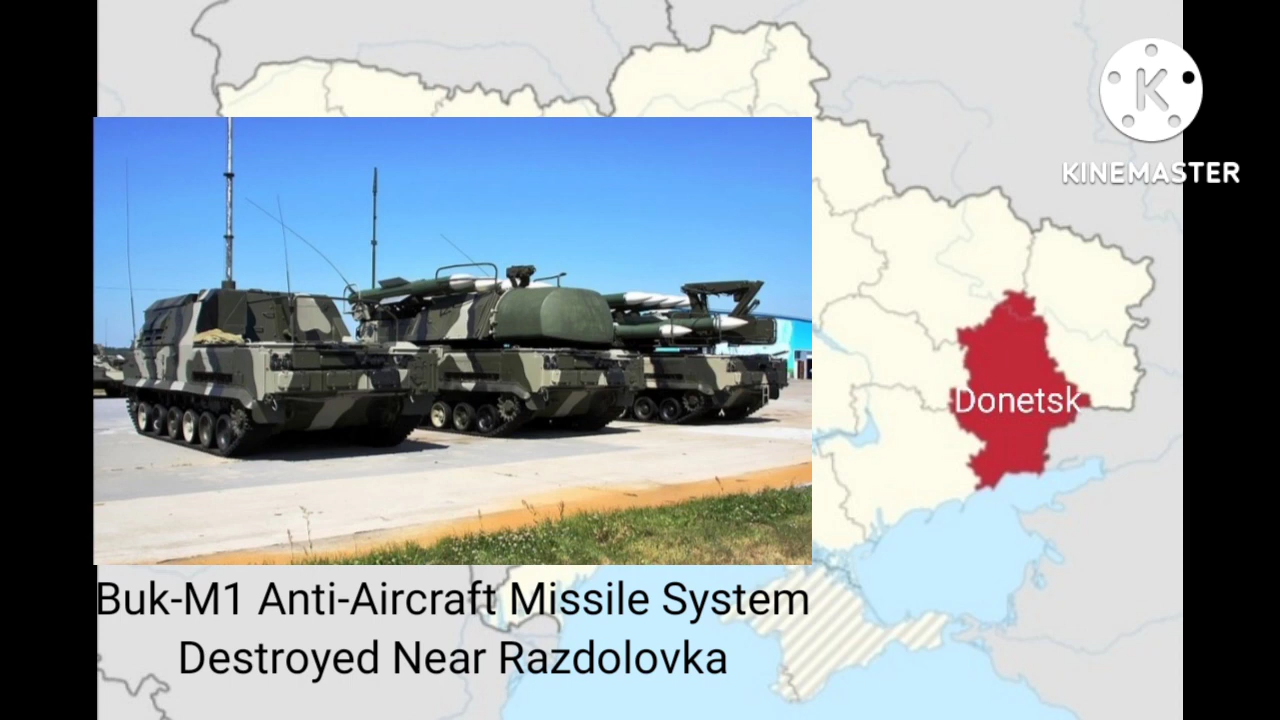 K
KINEMASTER
Donetsk
Buk-M1 Anti-Aircraft Missile System
Destroyed Near Razdolovka